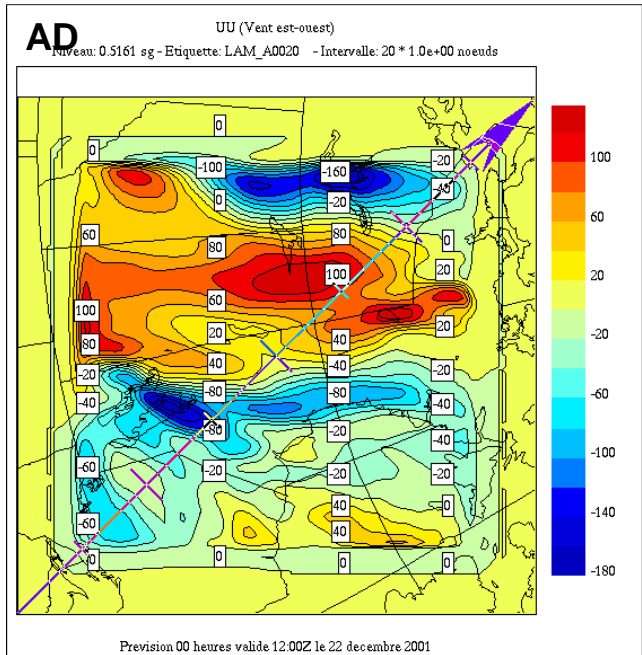 UU (Vent est-ouest)
AD
Niveau: 0.5161 sg - Etiquette: LAM_A0020 - Intervalle: 20 * 1.0e+00 noeuds
0
0
-20
-100 -160
-40
0 -20
60 80 80 0
100 20
100 60
20 40 20
80
-20 40 40
-40 -80 -80 -40
-80 -20 -40
-60 -20 -20 -20
40 0
-60 40
0 0 0 0
100
60
20
-20
-60
-100
-140
-180
Prevision 00 heures valide 12:00Z le 22 decembre 2001